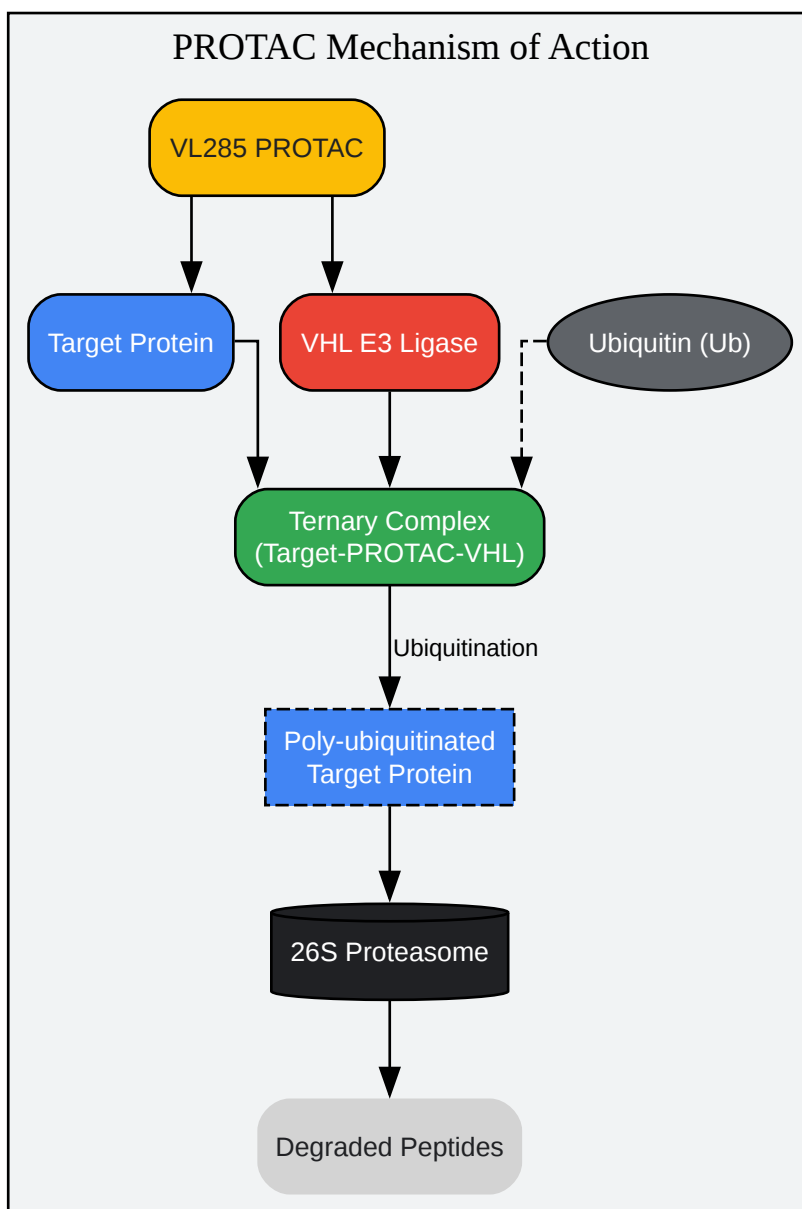 PROTAC Mechanism of Action
VL285 PROTAC
Target Protein
VHL E3 Ligase
Ubiquitin (Ub)
Ternary Complex
(Target-PROTAC-VHL)
Ubiquitination
Poly-ubiquitinated
Target Protein
26S Proteasome
Degraded Peptides